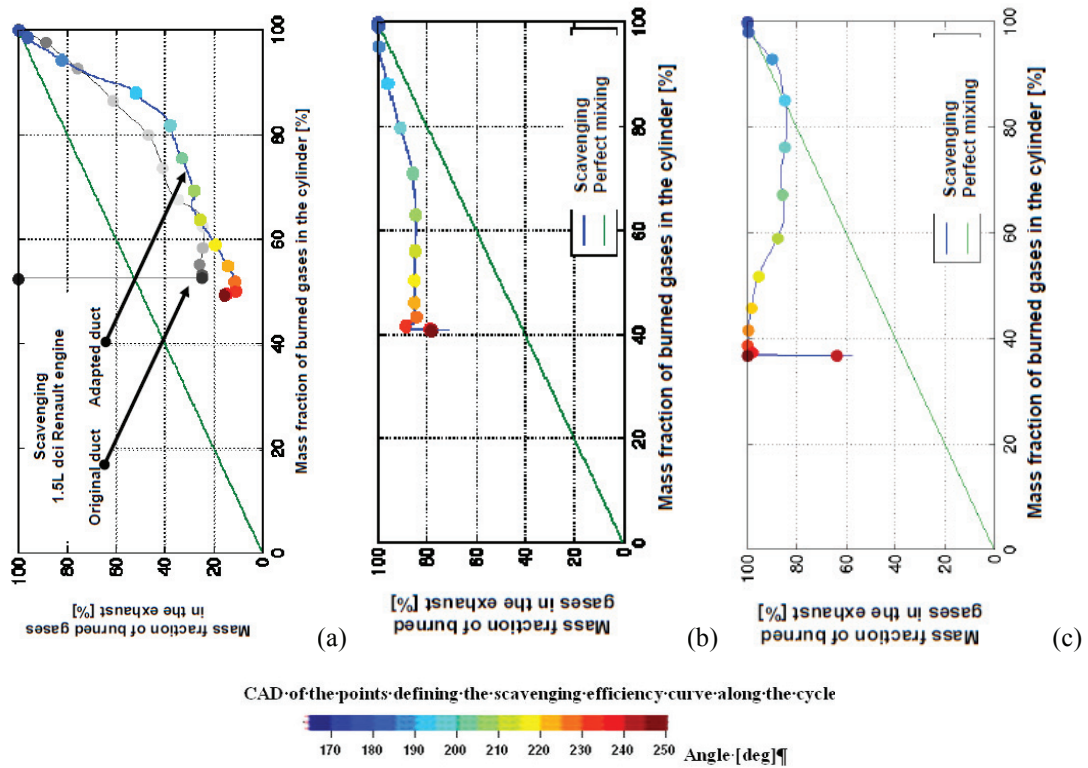 100
80
60
40
20
0
Mass fraction of burned gases
in the exhaust [%]
Scavenging
1.5L dci Renault engine
Original duct
Adapted duct
0
20
40
60
80
100
Mass fraction of burned gases in the cylinder [%]
(a)
100
80
60
40
20
0
Mass fraction of burned
gases in the exhaust [%]
Scavenging
Perfect mixing
0
20
40
60
80
100
Mass fraction of burned gases in the cylinder [%]
(b)
100
80
60
40
20
0
Mass fraction of burned
gases in the exhaust [%]
Scavenging
Perfect mixing
0
20
40
60
80
100
Mass fraction of burned gases in the cylinder [%]
(c)
CAD·of·the·points·defining·the·scavenging·efficiency·curve·along·the·cycle
170 180 190 200 210 220 230 240 250
Angle·[deg]¶